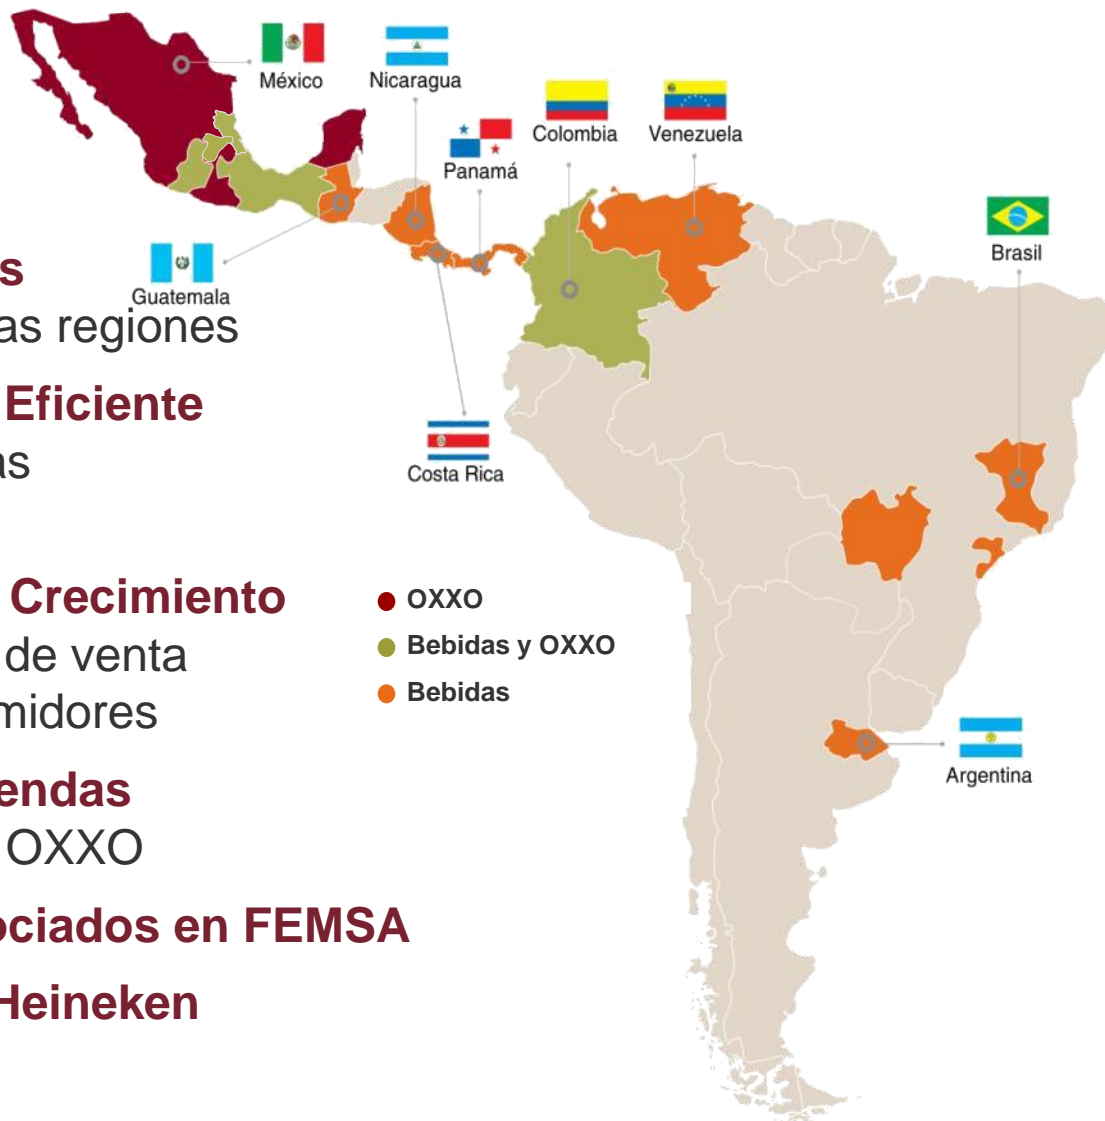 México
Nicaragua
Colombia
Venezuela
Panamá
Brasil
Guatemala
Costa Rica
Argentina
s
as regiones
Eficiente
as
Crecimiento
de venta
midores
endas
OXXO
ociados en FEMSA
Heineken
OXXO
Bebidas y OXXO
Bebidas